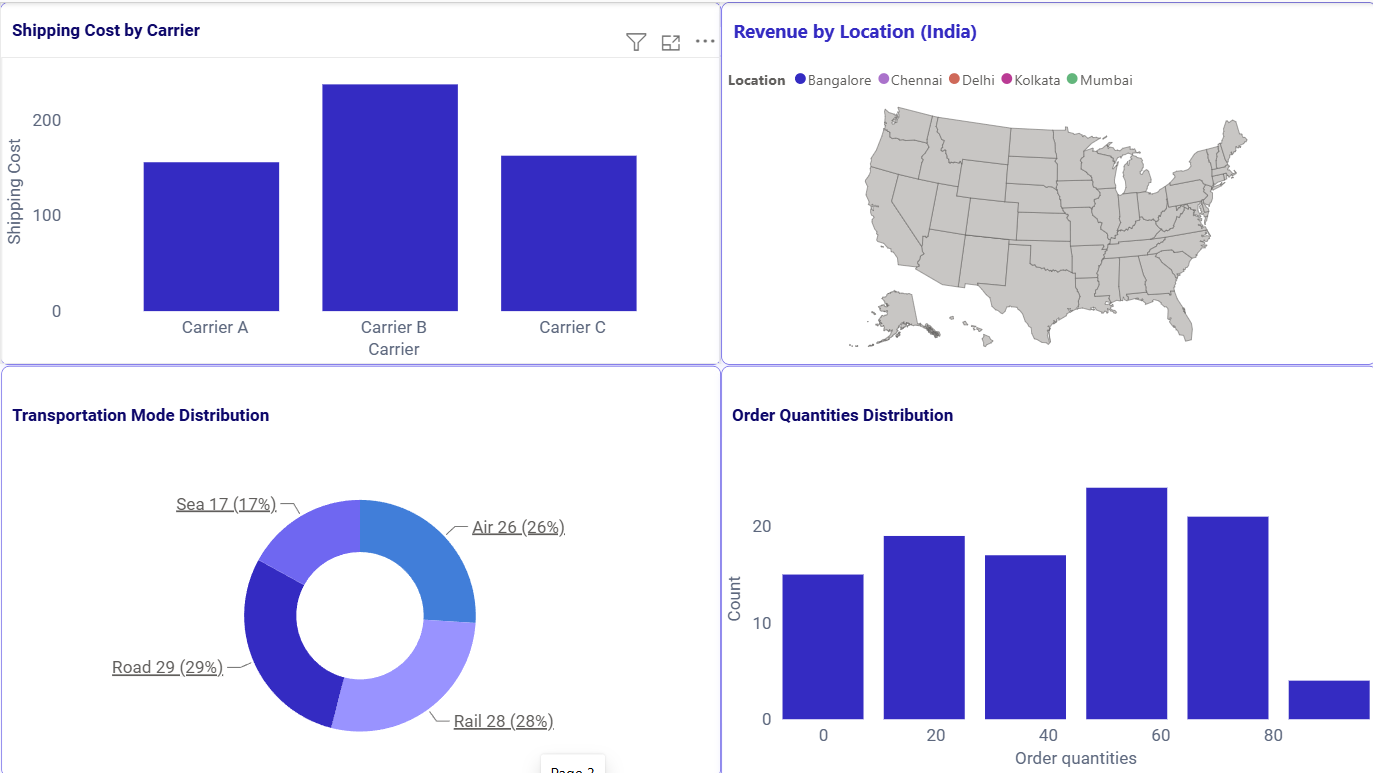 Shipping Cost by Carrier
Shipping Cost
200
100
0
Carrier A Carrier B Carrier C
Carrier
Revenue by Location (India)
Location Bangalore Chennai Delhi Kolkata Mumbai
Transportation Mode Distribution
Sea 17 (17%)
Air 26 (26%)
Road 29 (29%)
Rail 28 (28%)
Order Quantities Distribution
Count
20
10
0
0 20 40 60 80
Order quantities